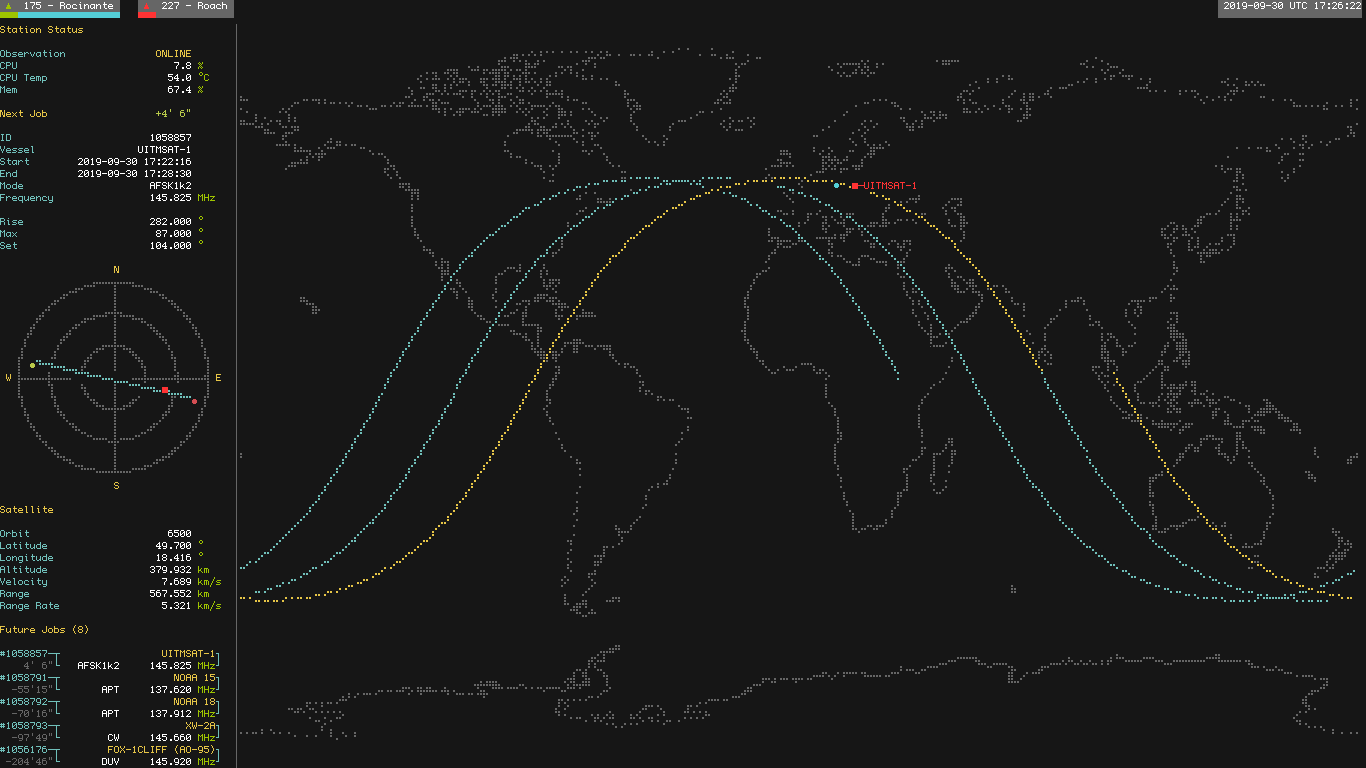 ▲ 175 - Rocinante ▲ 227 - Roach 2019-09-30 UTC 17:26:22
Station Status
Observation ONLINE
CPU 7.8 %
CPU Temp 54.0 °C
Mem 67.4 %
Next Job +4' 6"
ID 1058857
Vessel UITMSAT-1
Start 2019-09-30 17:22:16
End 2019-09-30 17:28:30
Mode AFSK1k2
Frequency 145.825 MHz
Rise 282.000 °
Max 87.000 °
Set 104.000 °
N
W E
S
UITMSAT-1
Satellite
Orbit 6500
Latitude 49.700 °
Longitude 18.416 °
Altitude 379.932 km
Velocity 7.689 km/s
Range 567.552 km
Range Rate 5.321 km/s
Future Jobs (8)
#1058857 UITMSAT-1
4' 6" AFSK1k2 145.825 MHz
#1058791 NOAA 15
-55'15" APT 137.620 MHz
#1058792 NOAA 18
-70'16" APT 137.912 MHz
#1058793 XW-2A
-97'49" CW 145.660 MHz
#1056176 FOX-1CLIFF (AO-95)
-204'46" DUV 145.920 MHz